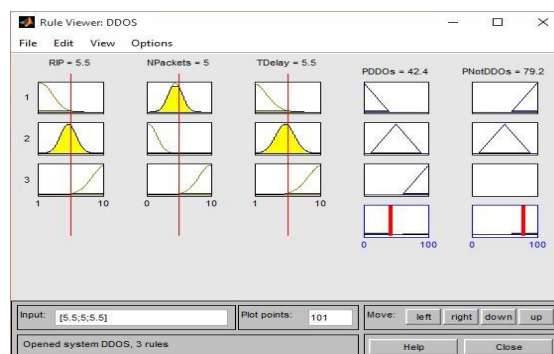 Rule Viewer: DDOS
File Edit View Options
RIP = 5.5 NPackets = 5 TDelay = 5.5 PDDOs = 42.4 PNotDDOs = 79.2
1
2
3
1 10 0 10 1 10
0 100 0 100
Input: [5.5;5;5.5] Plot points: 101 Move: left right down up
Opened system DDOS, 3 rules Help Close